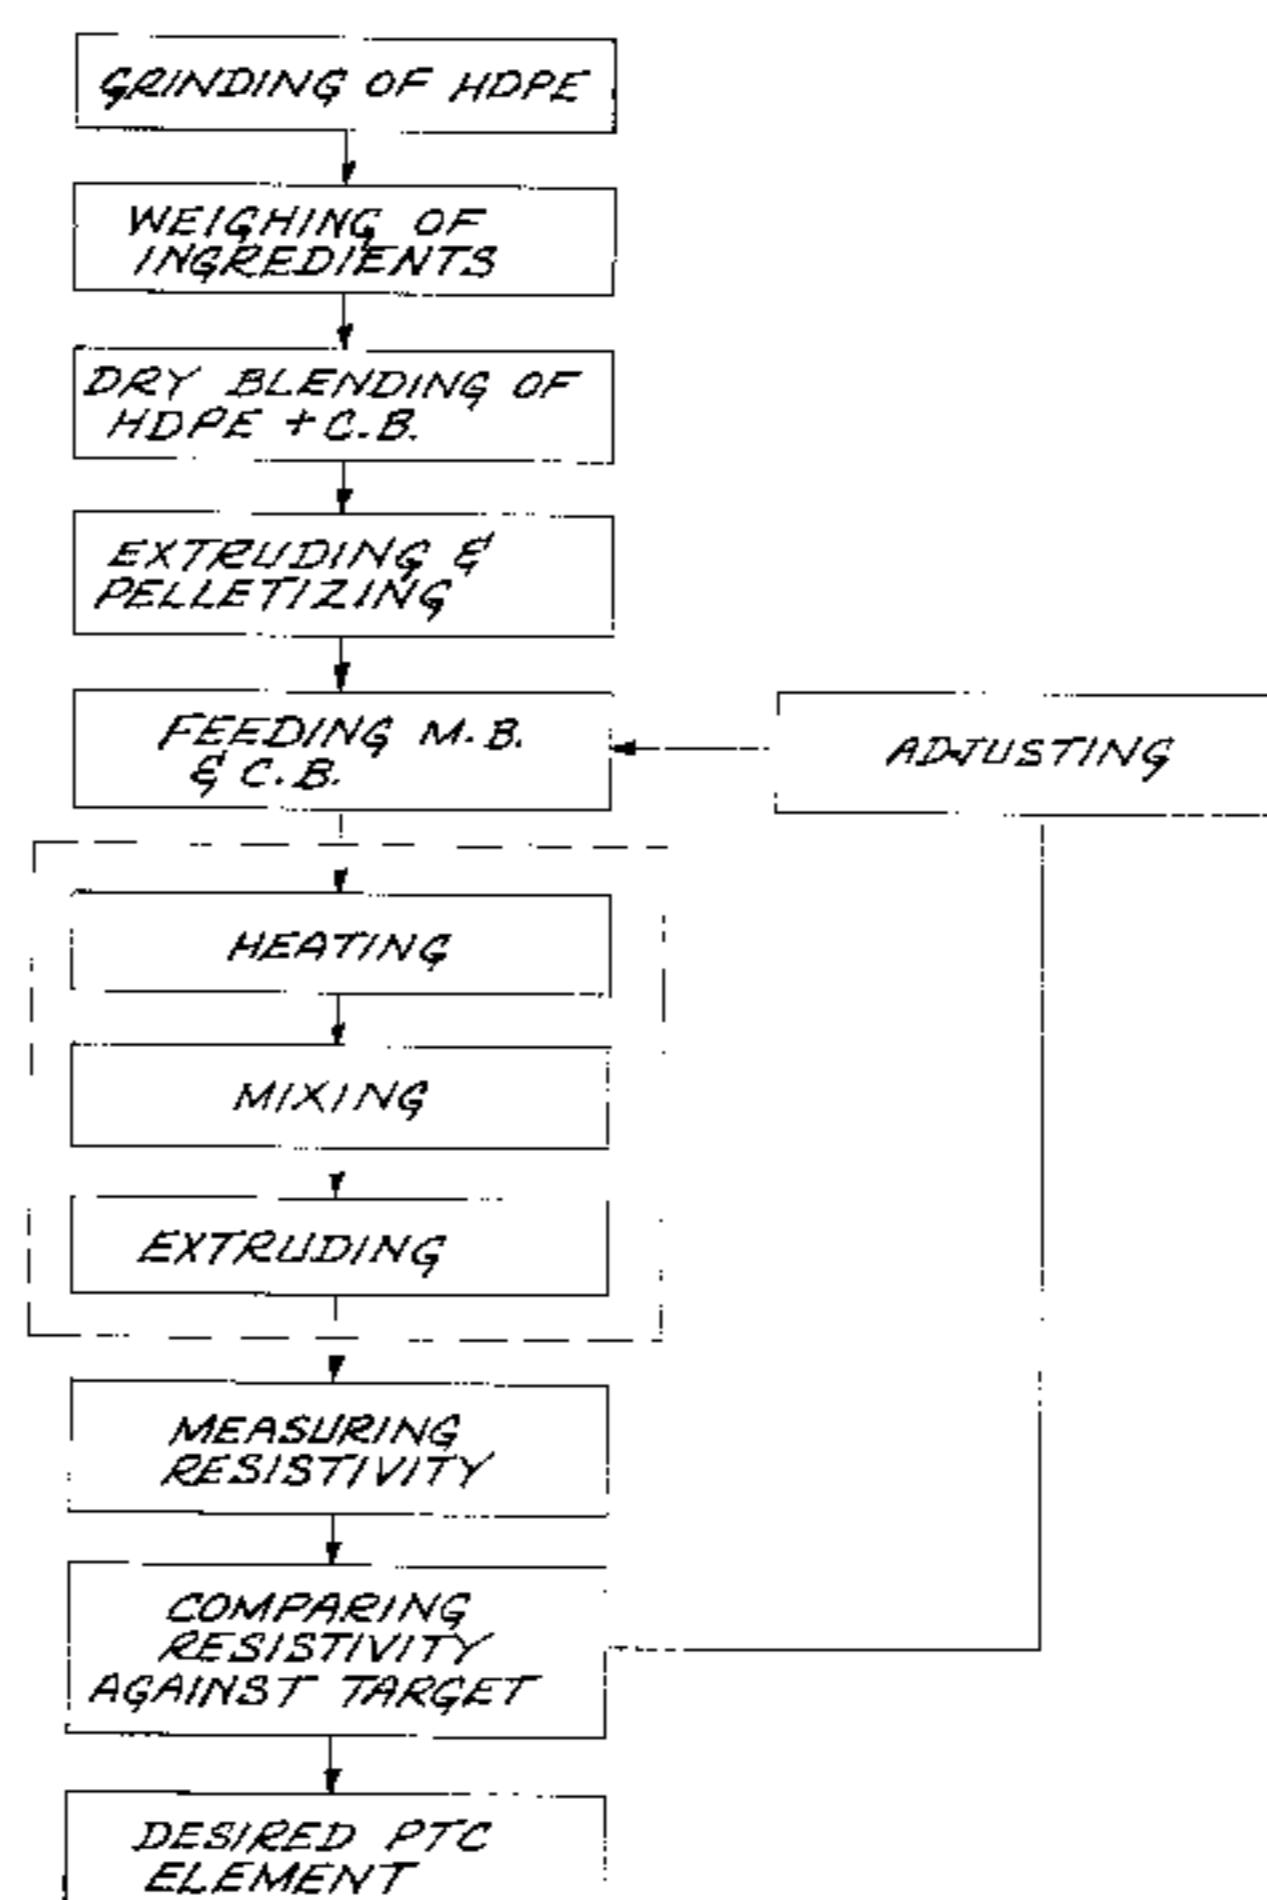 GRINDING OF HDPE
WEIGHING OF
INGREDIENTS
DRY BLENDING OF
HDPE + C.B.
EXTRUDING &
PELLETIZING
FEEDING M.B.
& C.B.
ADJUSTING
HEATING
MIXING
EXTRUDING
MEASURING
RESISTIVITY
COMPARING
RESISTIVITY
AGAINST TARGET
DESIRED PTC
ELEMENT